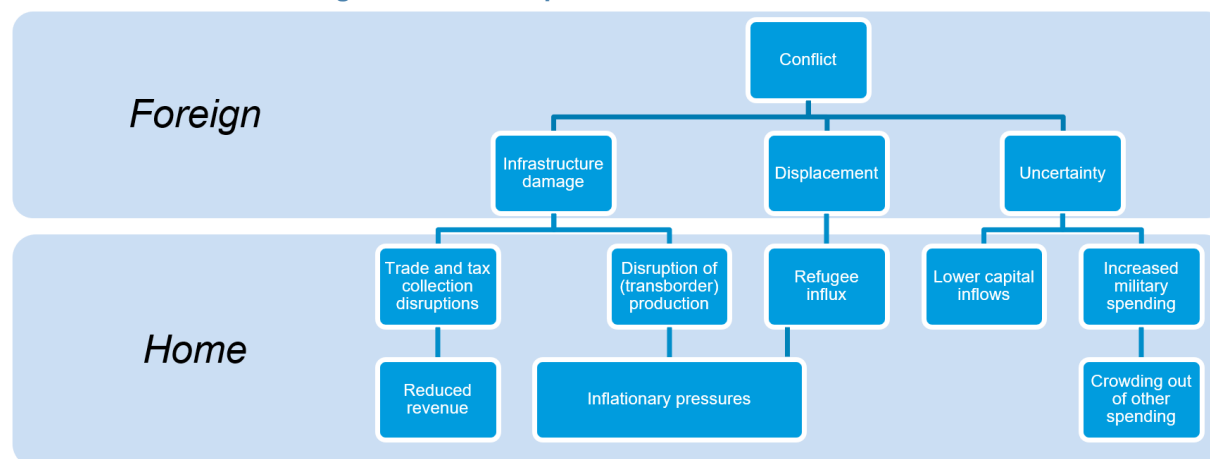 Conflict
Foreign
Infrastructure
damage
Displacement
Uncertainty
Trade and tax
collection
disruptions
Disruption of
(transborder)
production
Refugee
influx
Lower capital
inflows
Increased
military
spending
Home
Reduced
revenue
Inflationary pressures
Crowding out
of other
spending